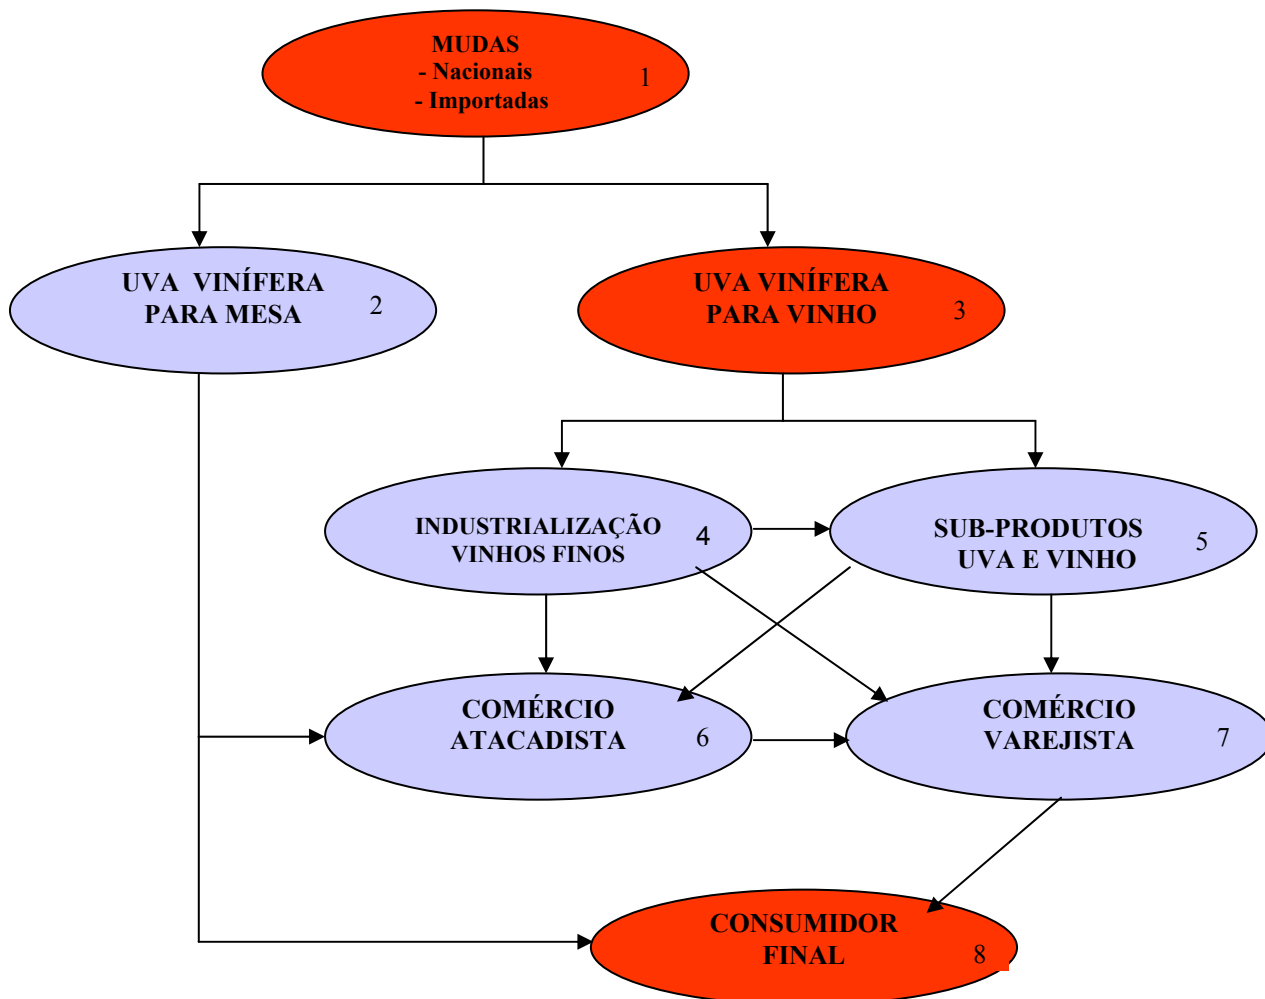 MUDAS
- Nacionais
- Importadas
1
UVA VINÍFERA
PARA MESA
2
UVA VINÍFERA
PARA VINHO
3
INDUSTRIALIZAÇÃO
VINHOS FINOS
4
SUB-PRODUTOS
UVA E VINHO
5
COMÉRCIO
ATACADISTA
6
COMÉRCIO
VAREJISTA
7
CONSUMIDOR
FINAL
8